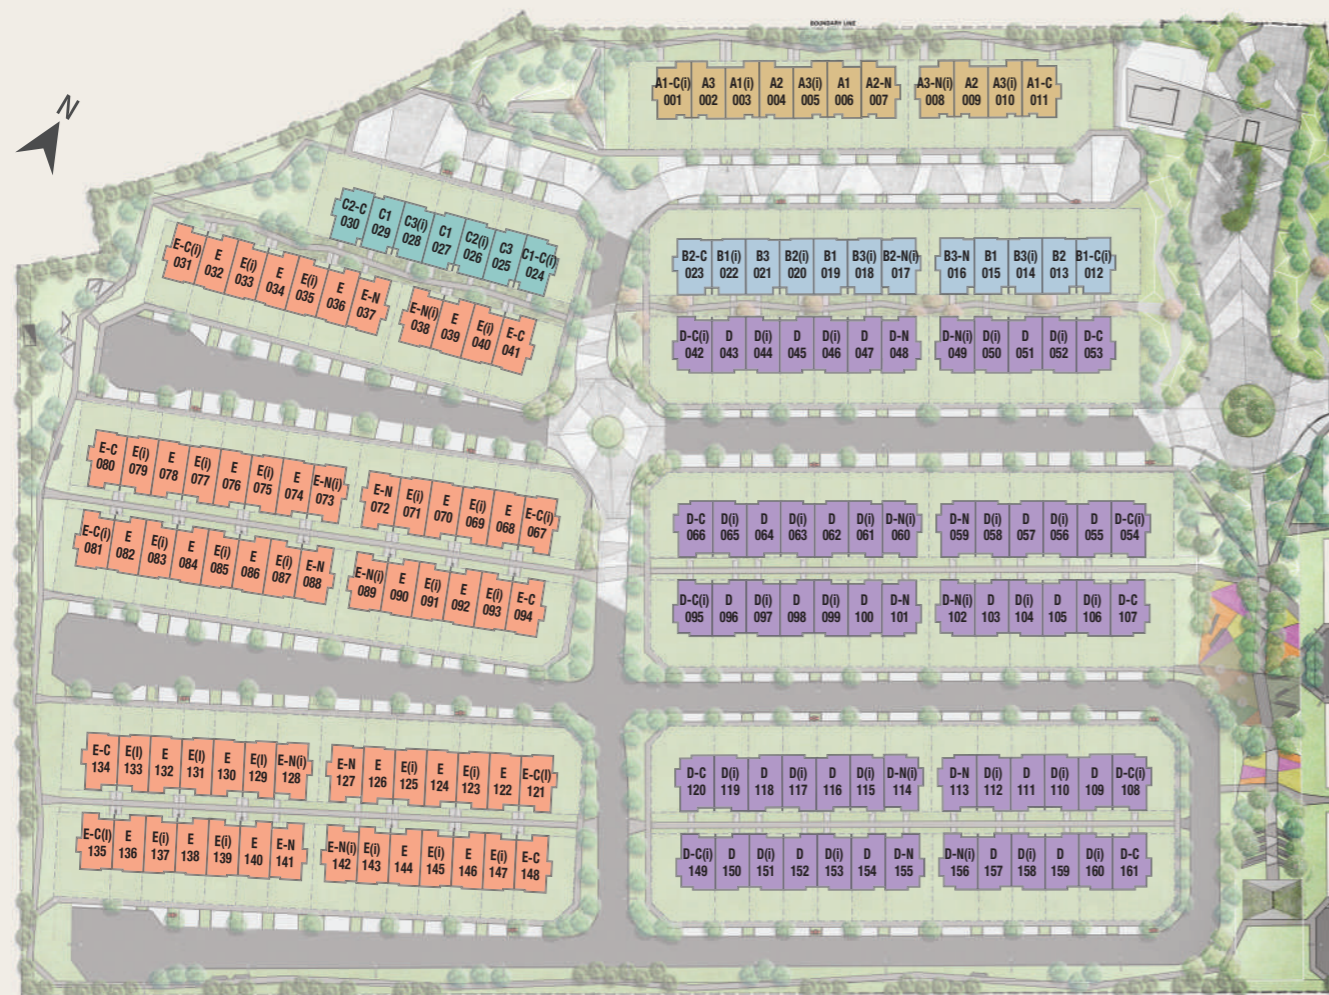 BOUNDARY LINE
N
A1-C(i) A3 A1(i) A2 A3(i) A1 A2-N A3-N(i) A2 A3(i) A1-C
001 002 003 004 005 006 007 008 009 010 011
C2-C C1 C3(i) C1 C2(i) C3 C1-C(i)
030 029 028 027 026 025 024
B2-C B1(i) B3 B2(i) B1 B3(i) B2-N(i) B3-N B1 B3(i) B2 B1-C(i)
023 022 021 020 019 018 017 016 015 014 013 012
E-C(i) E E(i) E E(i) E E-N E-N(i) E E(i) E-C
031 032 033 034 035 036 037 038 039 040 041
D-C(i) D D(i) D D(i) D D-N D-N(i) D(i) D D(i) D-C
042 043 044 045 046 047 048 049 050 051 052 053
E-C E(i) E E(i) E E(i) E E-N(i) E-N E(i) E E(i) E E-C(i)
080 079 078 077 076 075 074 073 072 071 070 069 068 067
D-C D(i) D D(i) D D(i) D-N(i) D-N D(i) D D(i) D D-C(i)
066 065 064 063 062 061 060 059 058 057 056 055 054
E-C(i) E E(i) E E(i) E E(i) E-N E-N(i) E E(i) E E(i) E-C
081 082 083 084 085 086 087 088 089 090 091 092 093 094
D-C(i) D D(i) D D(i) D D-N D-N(i) D D(i) D D(i) D-C
095 096 097 098 099 100 101 102 103 104 105 106 107
E-C E(I) E E(I) E E(I) E-N(i) E-N E E(i) E E(i) E E-C(I)
134 133 132 131 130 129 128 127 126 125 124 123 122 121
D-C D(i) D D(i) D D(i) D-N(i) D-N D(i) D D(i) D D-C(i)
120 119 118 117 116 115 114 113 112 111 110 109 108
E-C(I) E E(i) E E(i) E E-N E-N(i) E(i) E E(i) E E(i) E-C
135 136 137 138 139 140 141 142 143 144 145 146 147 148
D-C(i) D D(i) D D(i) D D-N D-N(i) D D(i) D D(i) D-C
149 150 151 152 153 154 155 156 157 158 159 160 161